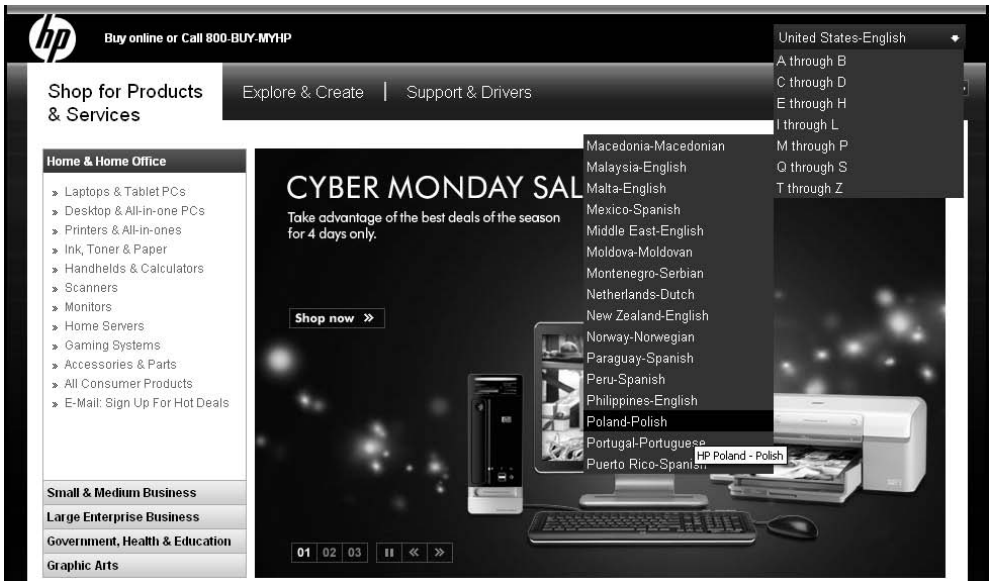 hp
Buy online or Call 800-BUY-MYHP
United States-English
A through B
C through D
E through H
I through L
M through P
Q through S
T through Z
Shop for Products
& Services
Explore & Create | Support & Drivers
Macedonia-Macedonian
Malaysia-English
Malta-English
Mexico-Spanish
Middle East-English
Moldova-Moldovan
Montenegro-Serbian
Netherlands-Dutch
New Zealand-English
Norway-Norwegian
Paraguay-Spanish
Peru-Spanish
Philippines-English
Poland-Polish
Portugal-Portuguese
HP Poland - Polish
Puerto Rico-Spanish
Home & Home Office
» Laptops & Tablet PCs
» Desktop & All-in-one PCs
» Printers & All-in-ones
» Ink, Toner & Paper
» Handhelds & Calculators
» Scanners
» Monitors
» Home Servers
» Gaming Systems
» Accessories & Parts
» All Consumer Products
» E-Mail: Sign Up For Hot Deals
Small & Medium Business
Large Enterprise Business
Government, Health & Education
Graphic Arts
CYBER MONDAY SAL
Take advantage of the best deals of the season
for 4 days only.
Shop now »
01 02 03